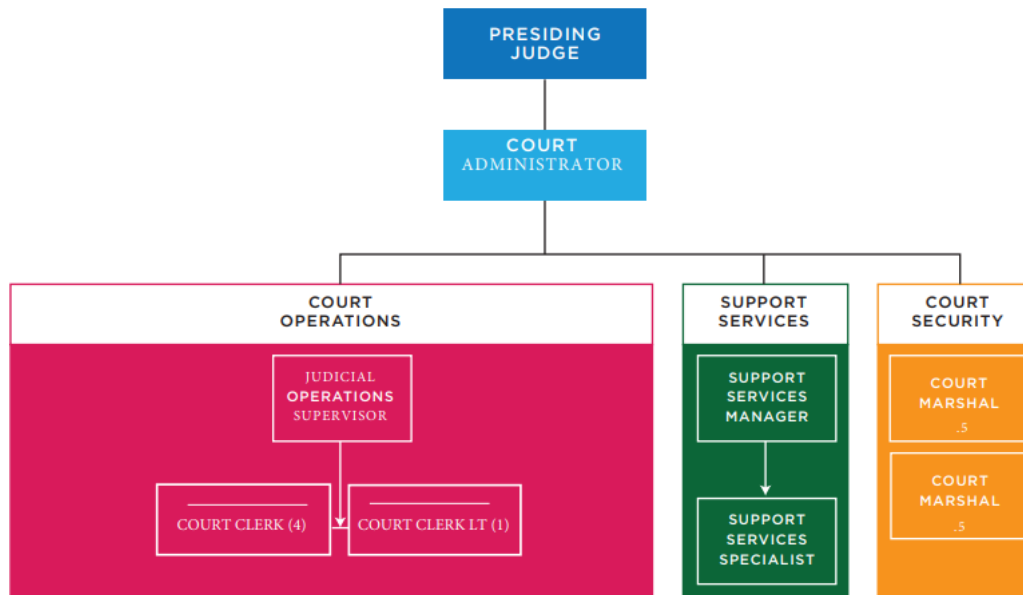 PRESIDING
JUDGE
COURT
ADMINISTRATOR
COURT
OPERATIONS
JUDICIAL
OPERATIONS
SUPERVISOR
COURT CLERK (4)
COURT CLERK LT (1)
SUPPORT
SERVICES
SUPPORT
SERVICES
MANAGER
SUPPORT
SERVICES
SPECIALIST
COURT
SECURITY
COURT
MARSHAL
.5
COURT
MARSHAL
.5